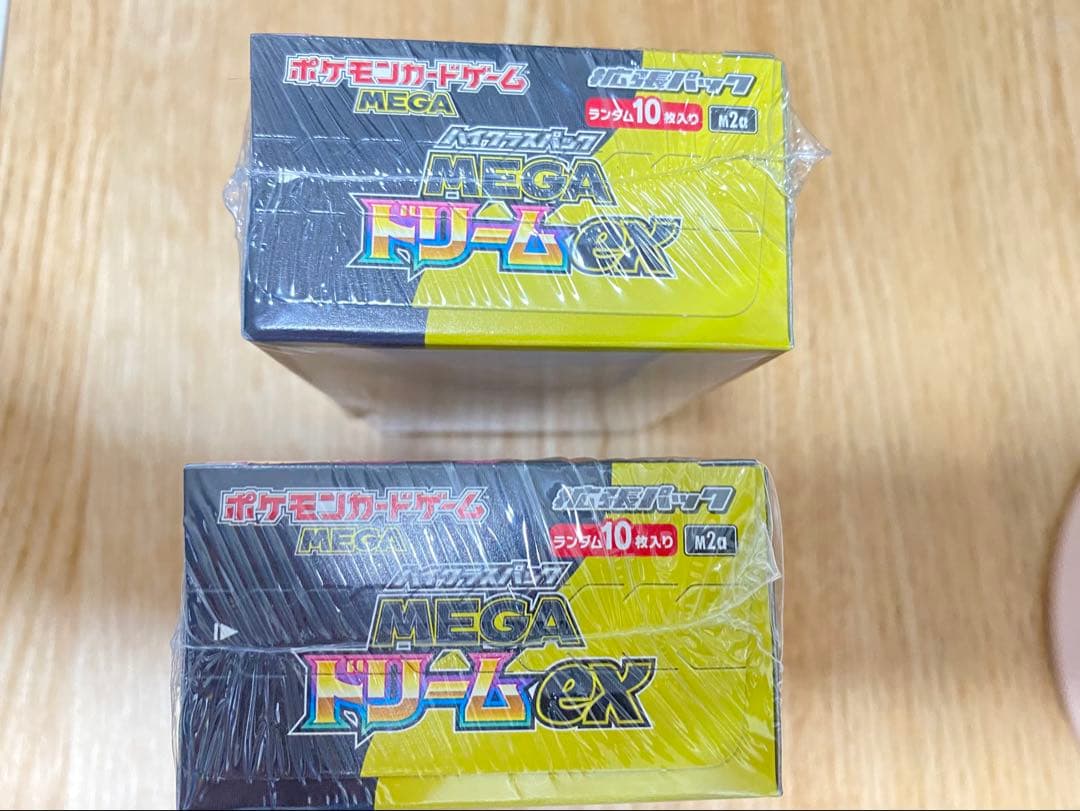 ポケモンカードゲーム
MEGA
拡張パック
ランダム10枚入り
M2a
ハイクラスパック
MEGA
ドリームex
ポケモンカードゲーム
MEGA
拡張パック
ランダム10枚入り
M2a
ハイクラスパック
MEGA
ドリームex